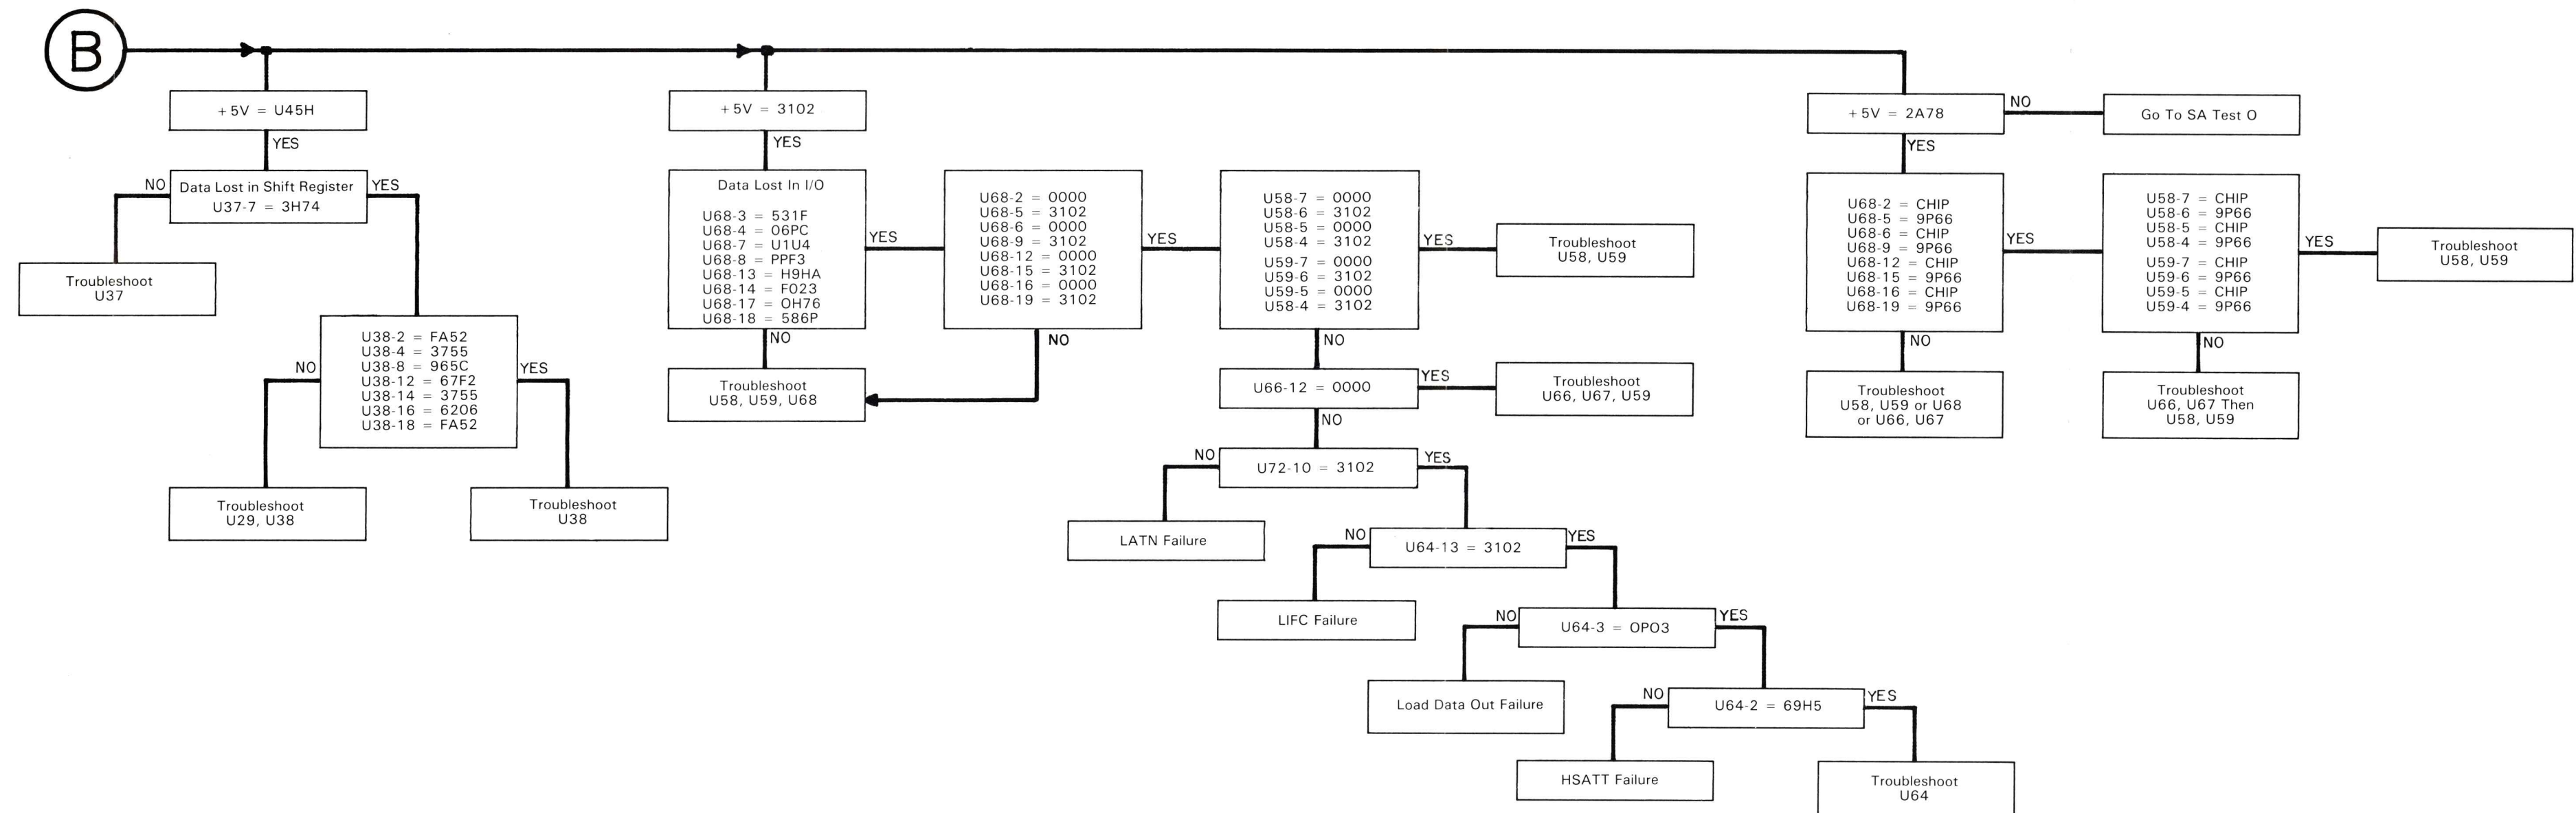 B
+5V = U45H
YES
NO
Data Lost in Shift Register
U37-7 = 3H74
YES
Troubleshoot
U37
U38-2 = FA52
U38-4 = 3755
U38-8 = 965C
U38-12 = 67F2
U38-14 = 3755
U38-16 = 6206
U38-18 = FA52
NO
YES
Troubleshoot
U29, U38
Troubleshoot
U38
+5V = 3102
YES
Data Lost In I/O
U68-3 = 531F
U68-4 = 06PC
U68-7 = U1U4
U68-8 = PPF3
U68-13 = H9HA
U68-14 = F023
U68-17 = 0H76
U68-18 = 586P
YES
NO
Troubleshoot
U58, U59, U68
U68-2 = 0000
U68-5 = 3102
U68-6 = 0000
U68-9 = 3102
U68-12 = 0000
U68-15 = 3102
U68-16 = 0000
U68-19 = 3102
YES
NO
U58-7 = 0000
U58-6 = 3102
U58-5 = 0000
U58-4 = 3102
U59-7 = 0000
U59-6 = 3102
U59-5 = 0000
U58-4 = 3102
YES
Troubleshoot
U58, U59
NO
U66-12 = 0000
YES
Troubleshoot
U66, U67, U59
NO
NO
U72-10 = 3102
YES
LATN Failure
NO
U64-13 = 3102
YES
LIFC Failure
NO
U64-3 = 0P03
YES
Load Data Out Failure
NO
U64-2 = 69H5
YES
HSATT Failure
Troubleshoot
U64
+5V = 2A78
NO
Go To SA Test 0
YES
U68-2 = CHIP
U68-5 = 9P66
U68-6 = CHIP
U68-9 = 9P66
U68-12 = CHIP
U68-15 = 9P66
U68-16 = CHIP
U68-19 = 9P66
YES
NO
Troubleshoot
U58, U59 or U68
or U66, U67
U58-7 = CHIP
U58-6 = 9P66
U58-5 = CHIP
U58-4 = 9P66
U59-7 = CHIP
U59-6 = 9P66
U59-5 = CHIP
U59-4 = 9P66
YES
Troubleshoot
U58, U59
NO
Troubleshoot
U66, U67 Then
U58, U59